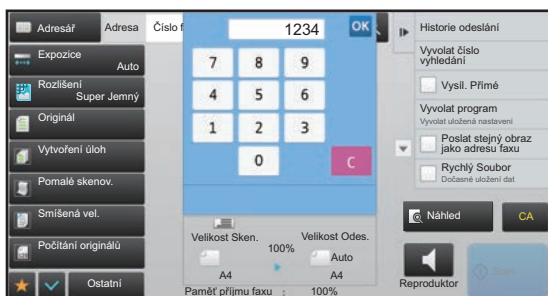 Adresář
Adresa
Číslo f
1234
OK
Historie odeslání
Expozice
Auto
Vyvolat číslo
vyhledání
7 8 9
Rozlišení
Super Jemný
Vysíl. Přímé
4 5 6
Vyvolat program
Vyvolat uložená nastavení
Originál
1 2 3
Poslat stejný obraz
jako adresu faxu
Vytvoření úloh
0
C
Rychlý Soubor
Dočasné uložení dat
Pomalé skenov.
Smíšená vel.
Náhled
CA
Velikost Sken.
100%
Velikost Odes.
Počítání originálů
Auto
A4
A4
Start
Ostatní
Reproduktor
Paměť příjmu faxu : 100%